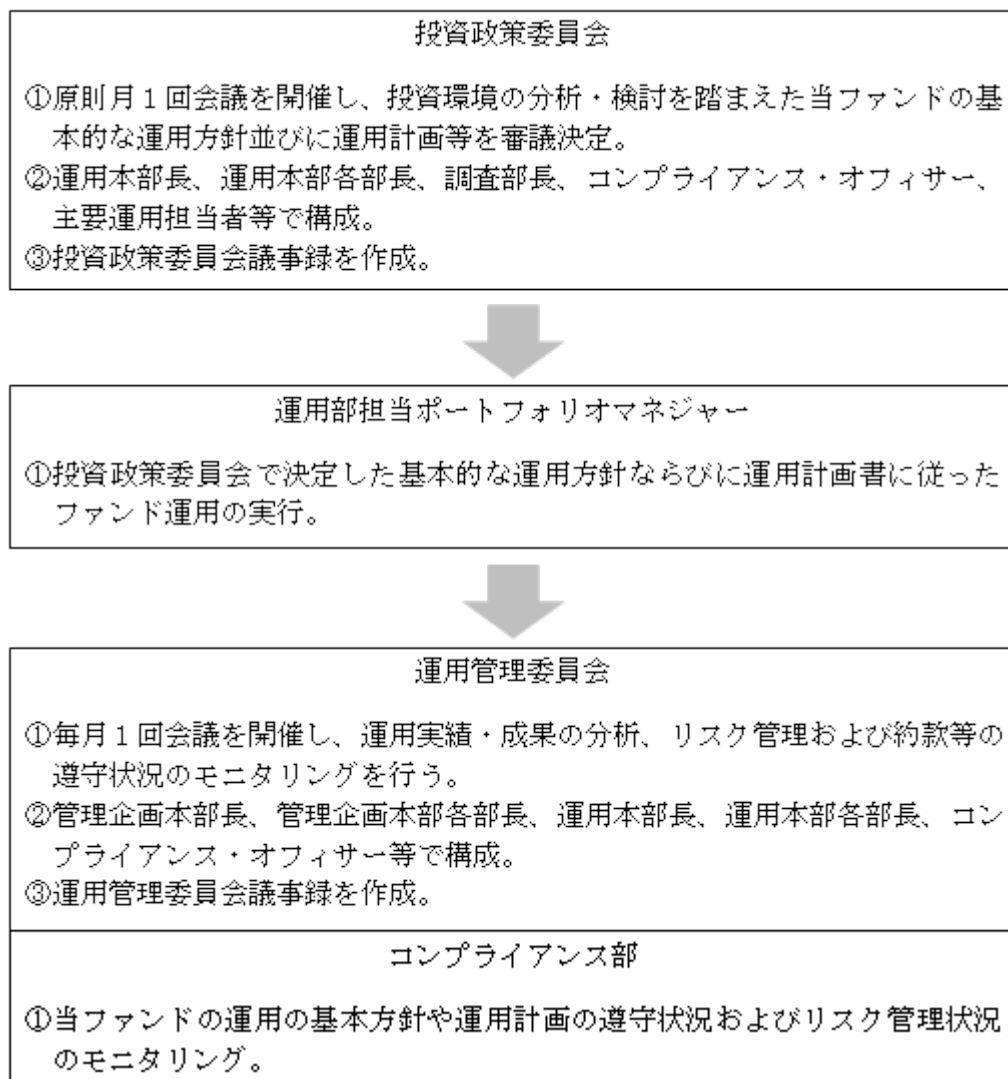 投資政策委員会
①原則月１回会議を開催し、投資環境の分析・検討を踏まえた当ファンドの基
本的な運用方針並びに運用計画等を審議決定。
②運用本部長、運用本部各部長、調査部長、コンプライアンス・オフィサー、
主要運用担当者等で構成。
③投資政策委員会議事録を作成。
運用部担当ポートフォリオマネジャー
①投資政策委員会で決定した基本的な運用方針ならびに運用計画書に従った
ファンド運用の実行。
運用管理委員会
①毎月１回会議を開催し、運用実績・成果の分析、リスク管理および約款等の
遵守状況のモニタリングを行う。
②管理企画本部長、管理企画本部各部長、運用本部長、運用本部各部長、コン
プライアンス・オフィサー等で構成。
③運用管理委員会議事録を作成。
コンプライアンス部
①当ファンドの運用の基本方針や運用計画の遵守状況およびリスク管理状況
のモニタリング。